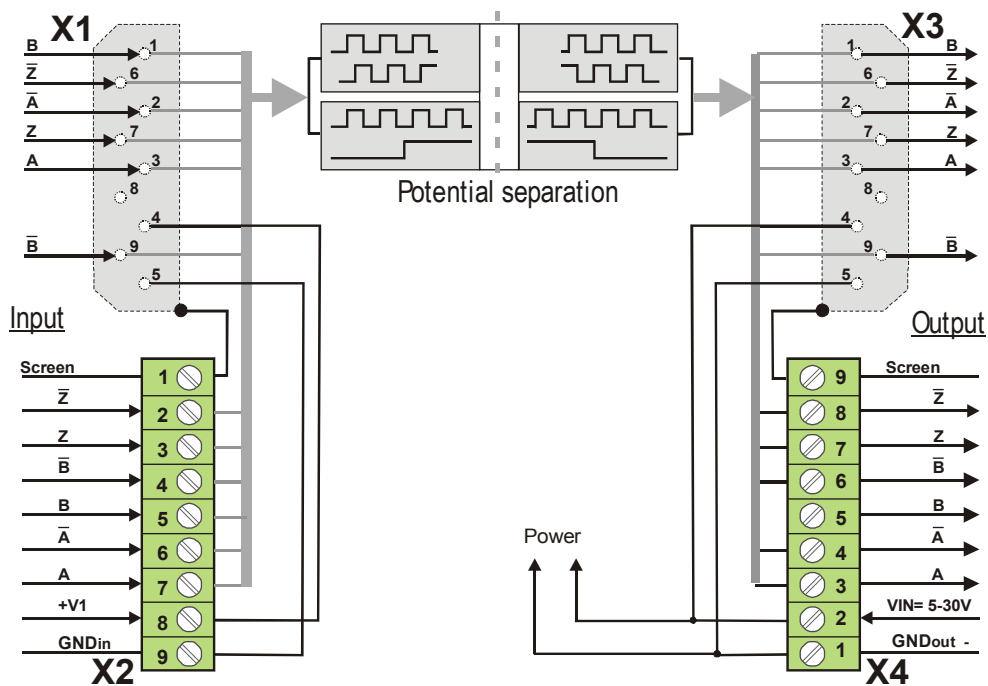 X1
B
1
Z̅
6
A̅
2
Z
7
A
3
8
4
B̅
9
5
Potential separation
X3
1
B
6
Z̅
2
A̅
7
Z
3
A
8
4
9
B̅
5
Input
Screen
1
Z̅
2
Z
3
B̅
4
B
5
A̅
6
A
7
+V1
8
GNDin
9
X2
Power
Output
9
Screen
8
Z̅
7
Z
6
B̅
5
B
4
A̅
3
A
2
VIN= 5-30V
1
GNDout -
X4